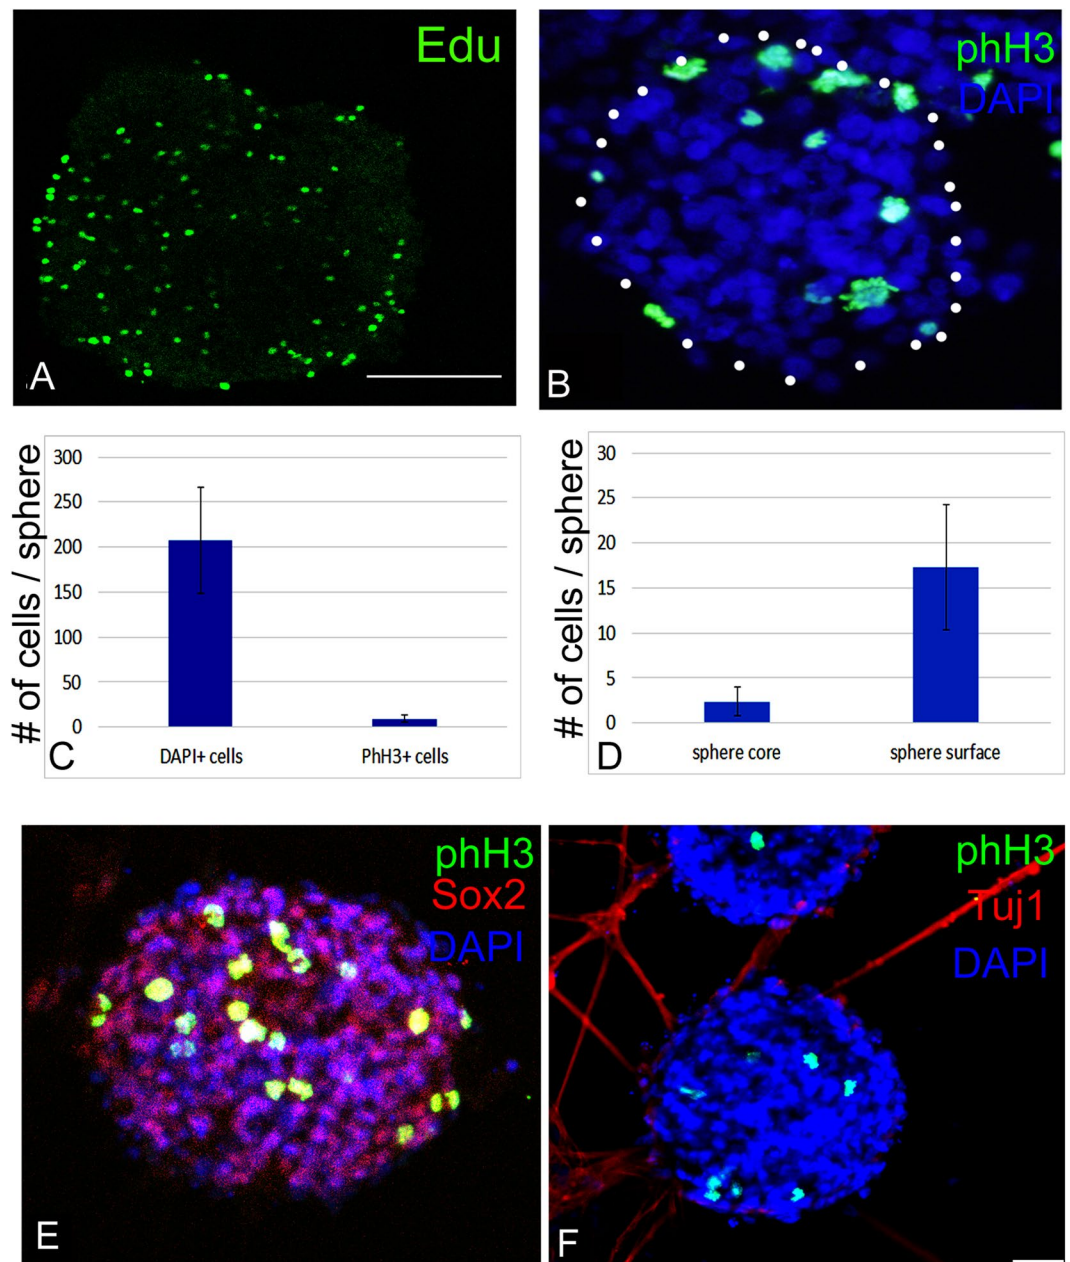 Edu
A
phH3
DAPI
B
# of cells / sphere
300
250
200
150
100
50
0
DAPI+ cells
PhH3+ cells
C
# of cells / sphere
30
25
20
15
10
5
0
sphere core
sphere surface
D
phH3
Sox2
DAPI
E
phH3
Tuj1
DAPI
F